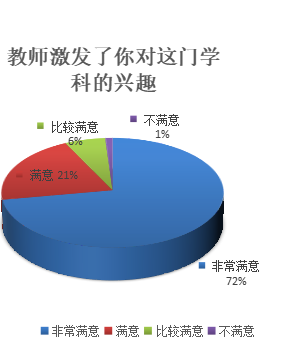 教师激发了你对这门学
科的兴趣
不满意
1%
比较满意
6%
满意 21%
非常满意
72%
非常满意 满意 比较满意 不满意